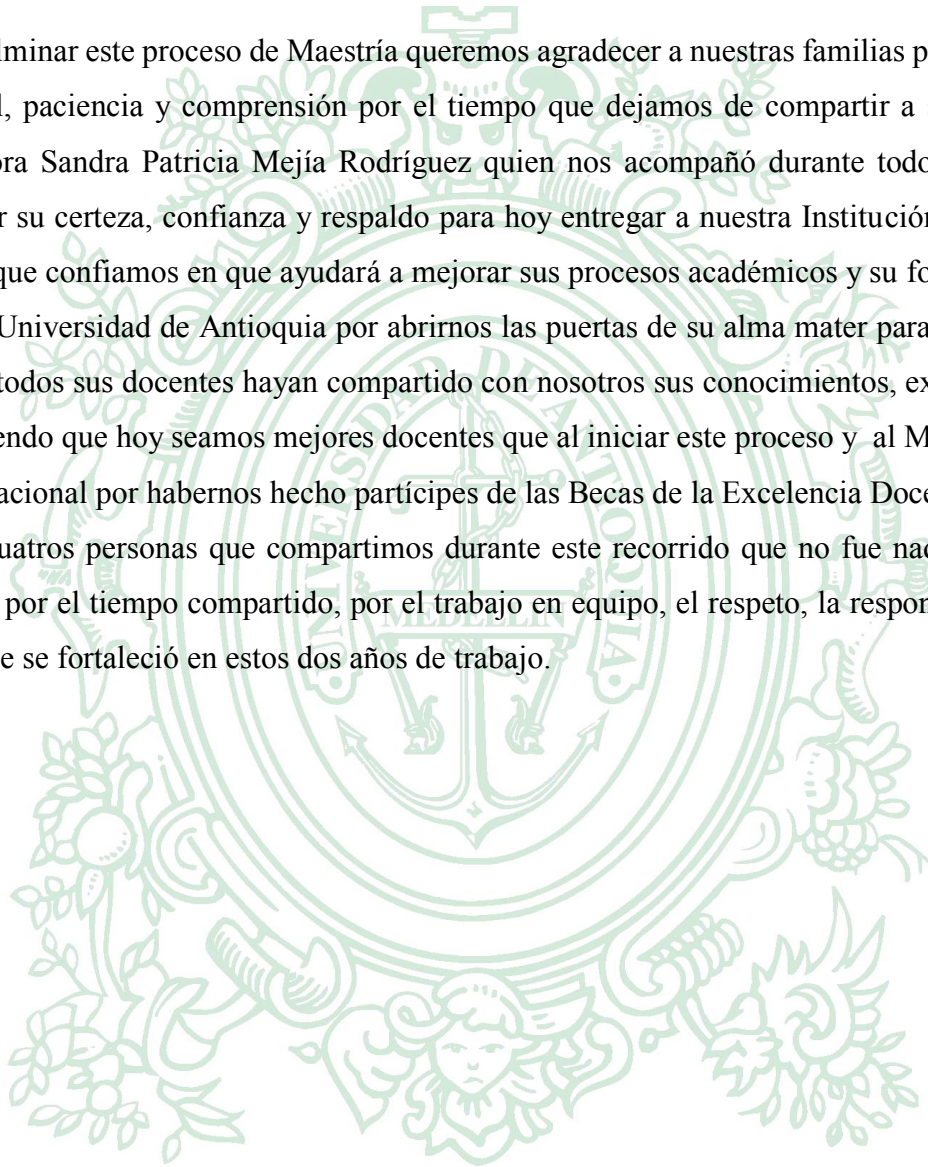 lminar este proceso de Maestría queremos agradecer a nuestras familias p
l, paciencia y comprensión por el tiempo que dejamos de compartir a
ora Sandra Patricia Mejía Rodríguez quien nos acompañó durante todo
r su certeza, confianza y respaldo para hoy entregar a nuestra Institución
que confiamos en que ayudará a mejorar sus procesos académicos y su fo
Universidad de Antioquia por abrirnos las puertas de su alma mater para
todos sus docentes hayan compartido con nosotros sus conocimientos, ex
endo que hoy seamos mejores docentes que al iniciar este proceso y al M
acional por habernos hecho partícipes de las Becas de la Excelencia Doce
uatros personas que compartimos durante este recorrido que no fue nad
por el tiempo compartido, por el trabajo en equipo, el respeto, la respon
e se fortaleció en estos dos años de trabajo.
UNIVERSIDAD DE ANTIOQUIA
MEDELLIN